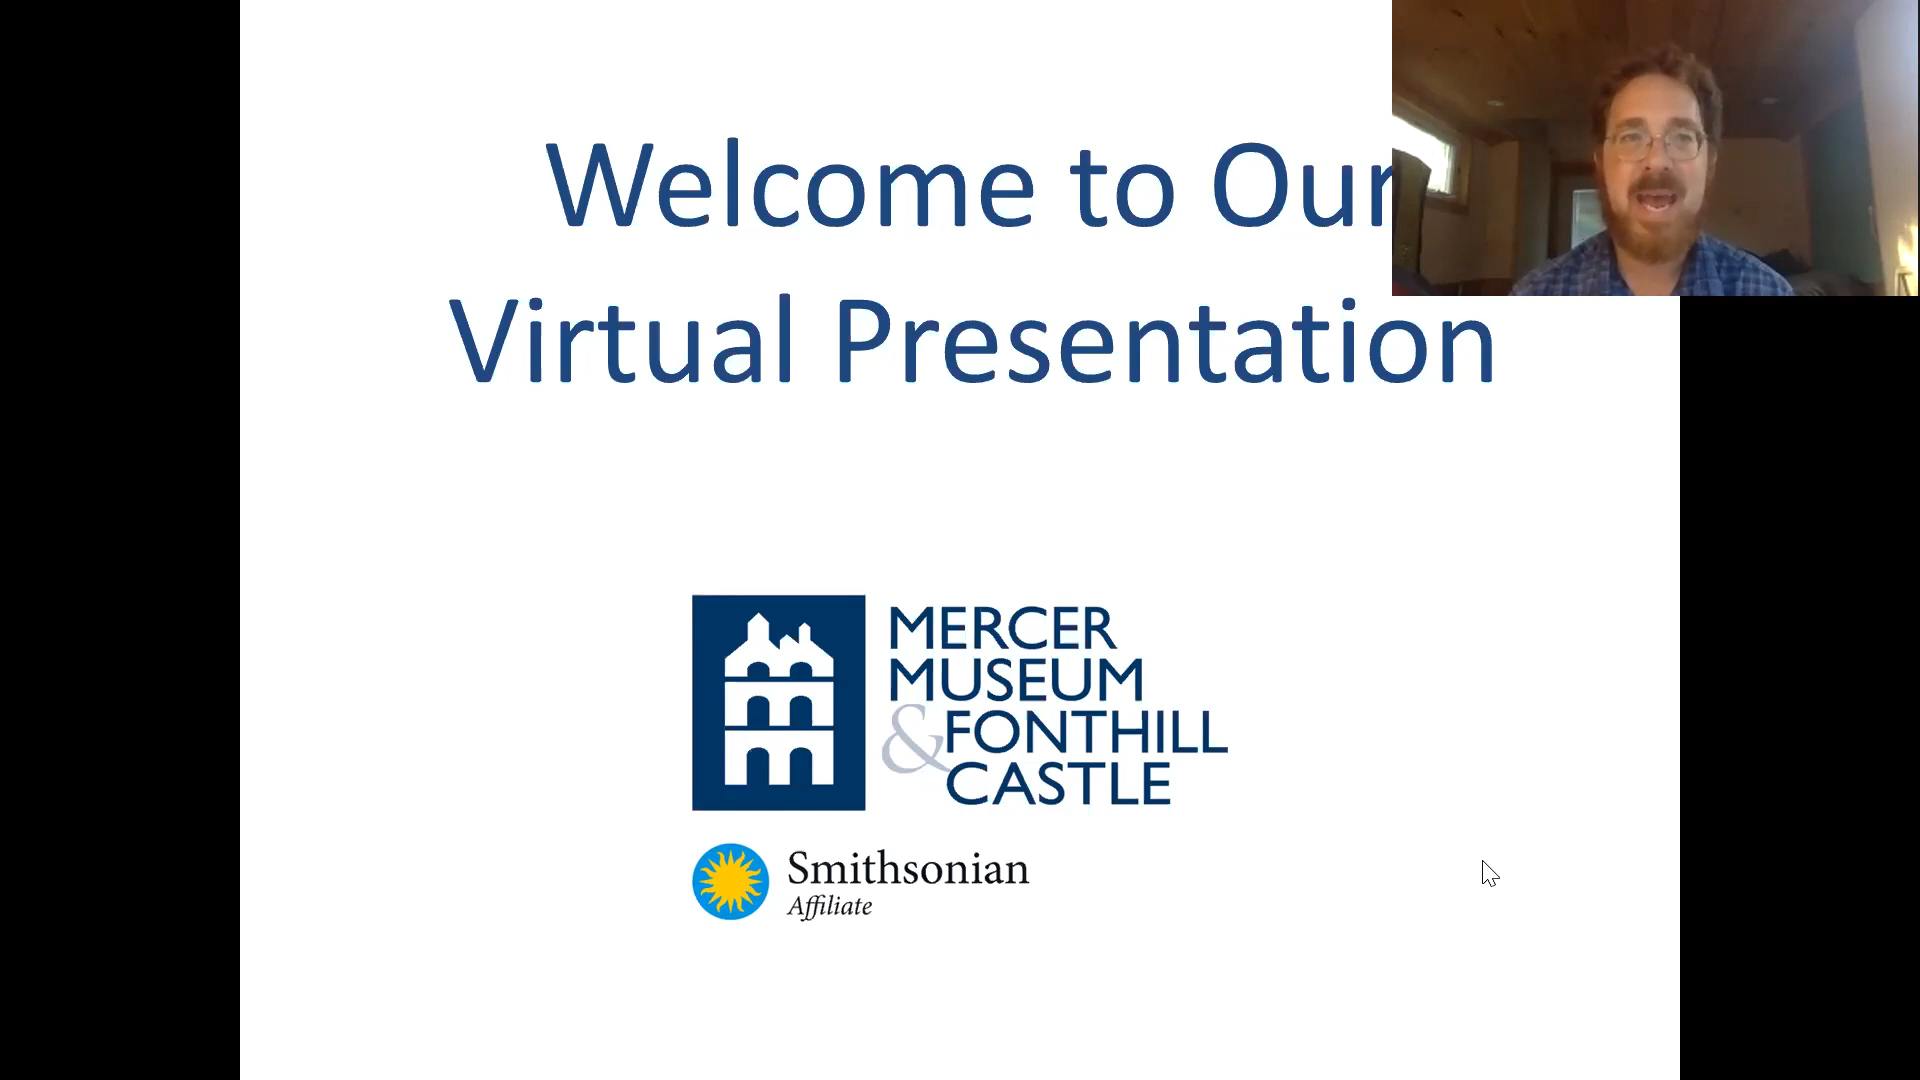 Welcome to Our
Virtual Presentation
MERCER
MUSEUM
& FONTHILL
CASTLE
Smithsonian
Affiliate